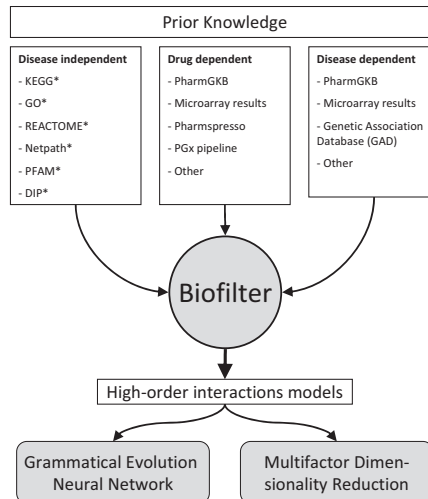 Prior Knowledge
Disease independent
- KEGG*
- GO*
- REACTOME*
- Netpath*
- PFAM*
- DIP*
Drug dependent
- PharmGKB
- Microarray results
- Pharmspresso
- PGx pipeline
- Other
Disease dependent
- PharmGKB
- Microarray results
- Genetic Association
Database (GAD)
- Other
Biofilter
High-order interactions models
Grammatical Evolution
Neural Network
Multifactor Dimen-
sionality Reduction